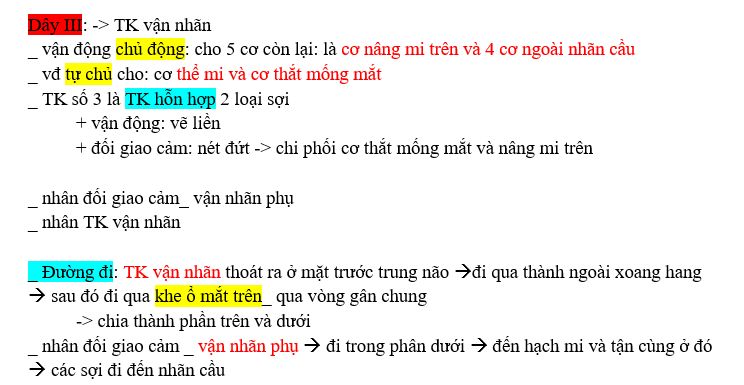 Dây III: -> TK vận nhãn
_ vận động chủ động: cho 5 cơ còn lại: là cơ nâng mi trên và 4 cơ ngoài nhãn cầu
_ vđ tự chủ cho: cơ thể mi và cơ thắt mống mắt
_ TK số 3 là TK hỗn hợp 2 loại sợi
+ vận động: vẽ liền
+ đối giao cảm: nét đứt -> chi phối cơ thắt mống mắt và nâng mi trên
_ nhân đối giao cảm_ vận nhãn phụ
_ nhân TK vận nhãn
_ Đường đi: TK vận nhãn thoát ra ở mặt trước trung não →đi qua thành ngoài xoang hang
→ sau đó đi qua khe ổ mắt trên_ qua vòng gân chung
-> chia thành phần trên và dưới
_ nhân đối giao cảm _ vận nhãn phụ → đi trong phân dưới → đến hạch mi và tận cùng ở đó
→ các sợi đi đến nhãn cầu